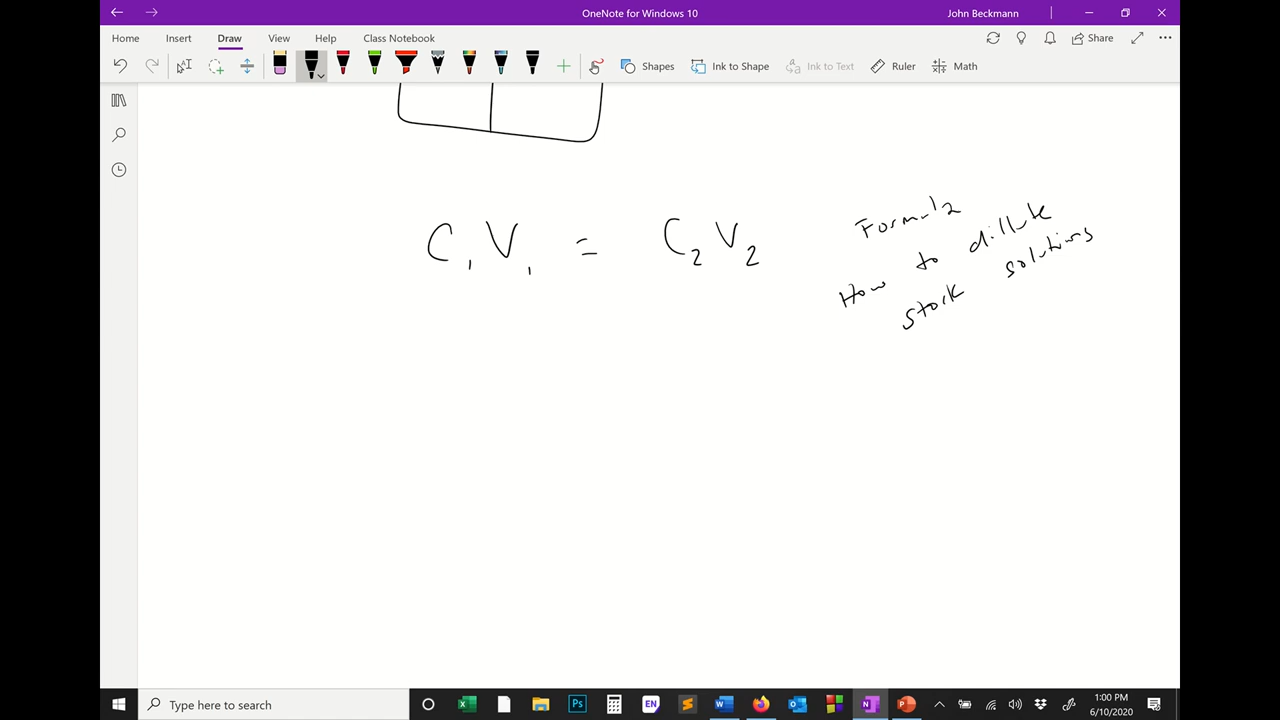 OneNote for Windows 10
John Beckmann
Home Insert Draw View Help Class Notebook
Share
Shapes Ink to Shape Ink to Text Ruler Math
C₁V₁ = C₂V₂
Formula
How to dillute
stock solutions
Type here to search
1:00 PM
6/10/2020